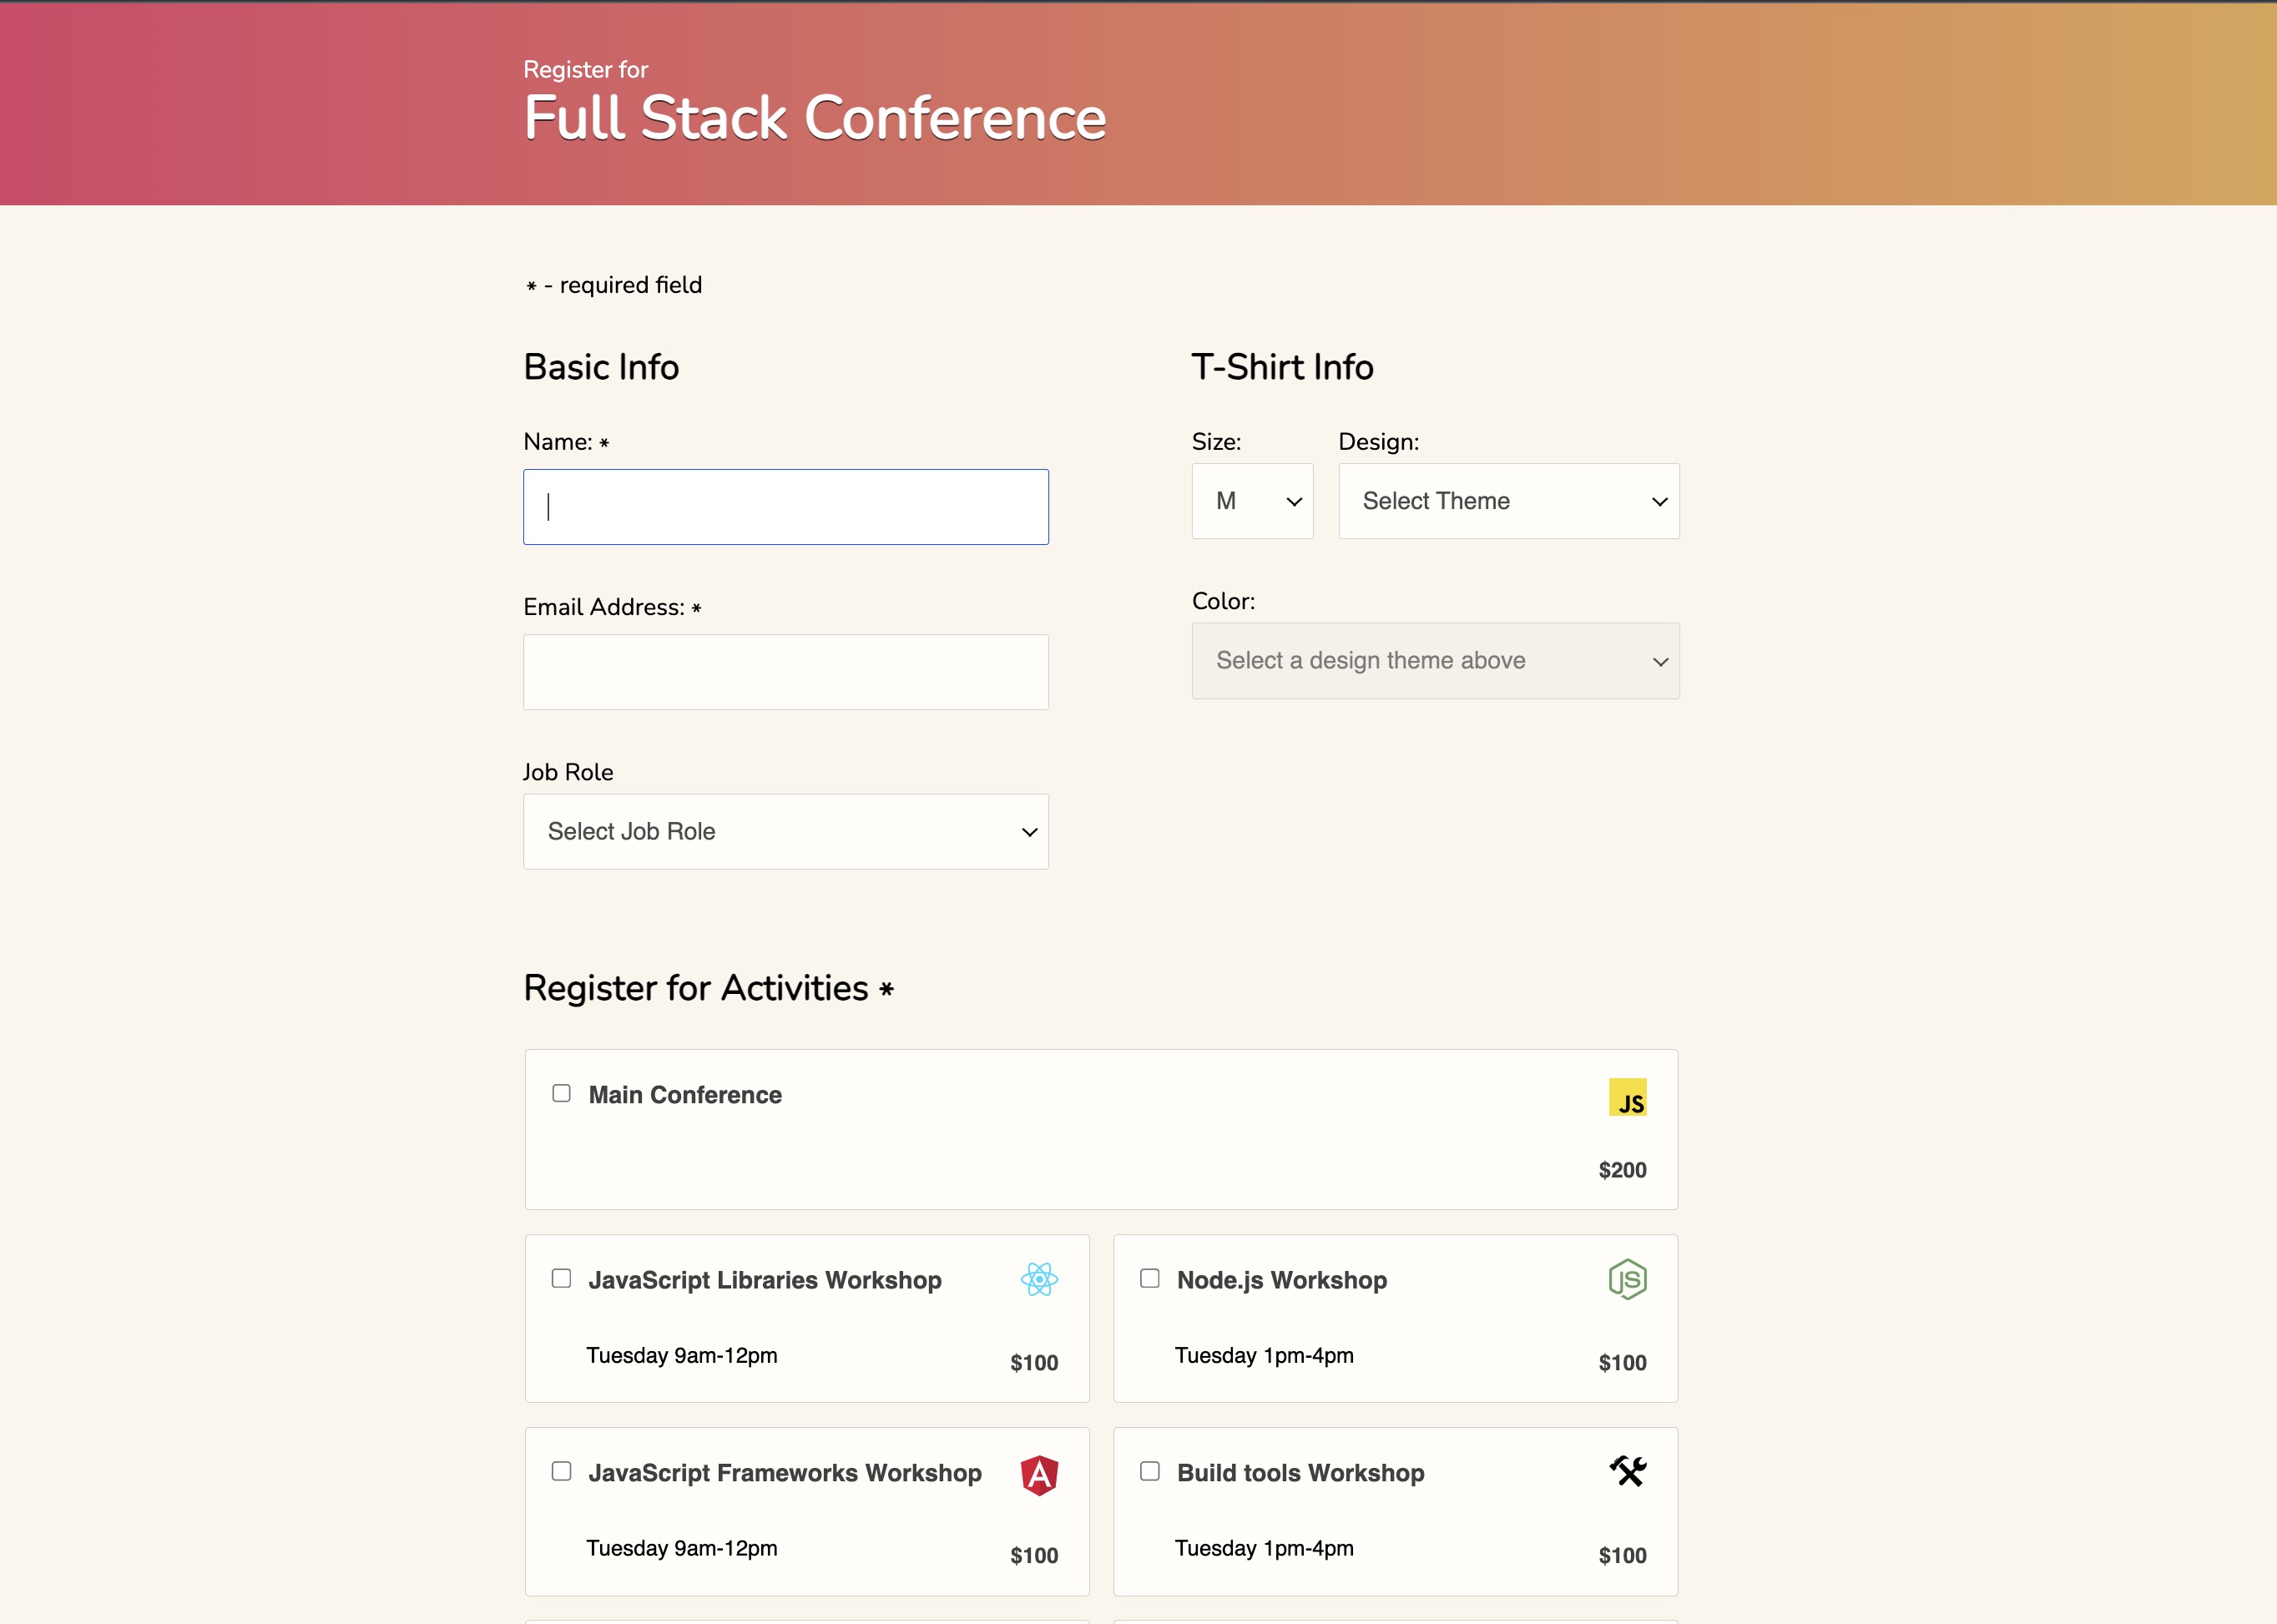 Register for
Full Stack Conference
* - required field
Basic Info
Name: *
Email Address: *
Job Role
Select Job Role
T-Shirt Info
Size:
M
Design:
Select Theme
Color:
Select a design theme above
Register for Activities *
Main Conference
JS
$200
JavaScript Libraries Workshop
Tuesday 9am-12pm
$100
Node.js Workshop
JS
Tuesday 1pm-4pm
$100
JavaScript Frameworks Workshop
A
Tuesday 9am-12pm
$100
Build tools Workshop
Tuesday 1pm-4pm
$100